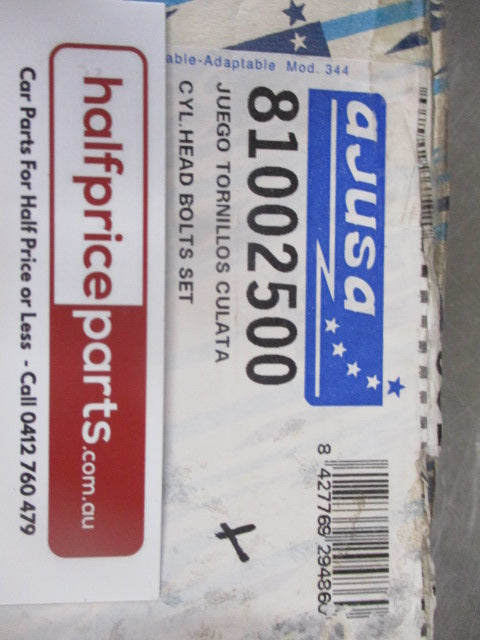 able-Adaptable Mod. 344
aJUSa
81002500
JUEGO TORNILLOS CULATA
CYL.HEAD BOLTS SET
8 427769 29486
halfpriceparts.com.au
Car Parts For Half Price or Less - Call 0412 760 479